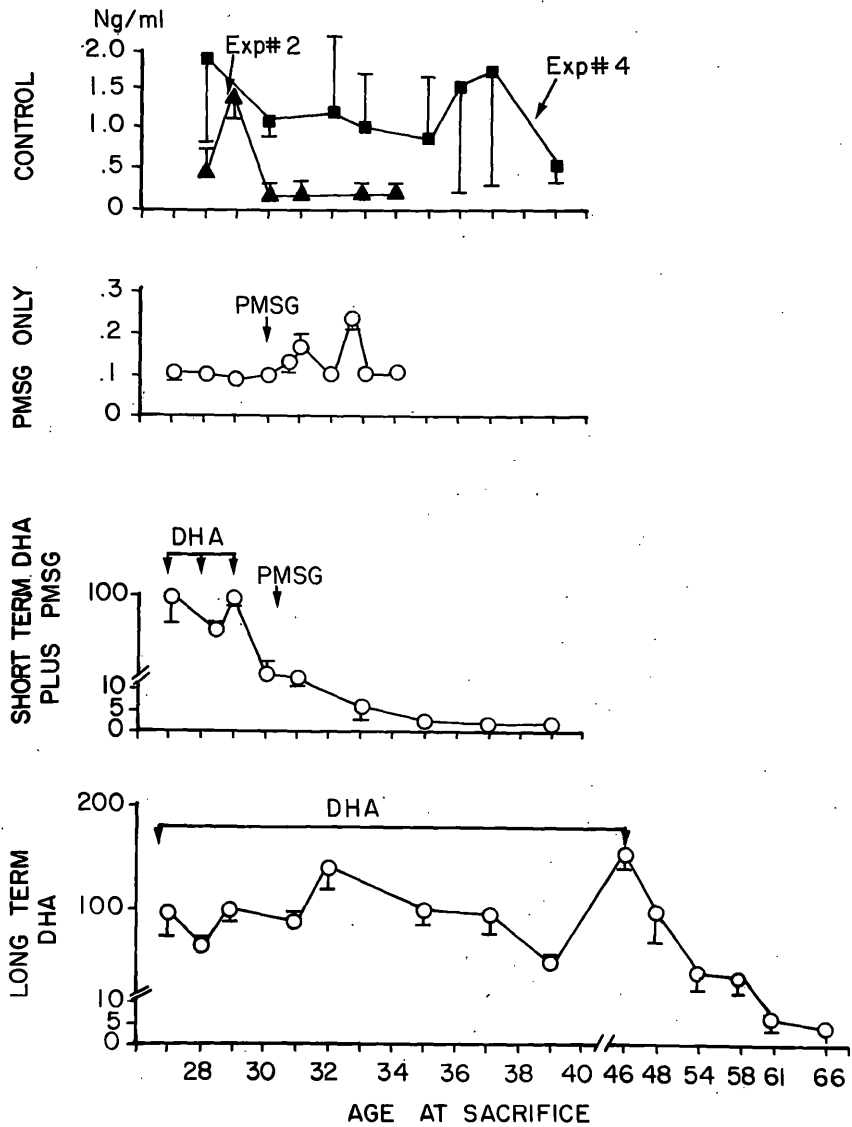 Ng/ml
CONTROL
2.0
1.5
1.0
.5
0
Exp# 2
Exp# 4
PMSG ONLY
.3
.2
.1
0
PMSG
SHORT TERM DHA
PLUS PMSG
100
10
5
0
DHA
PMSG
LONG TERM
DHA
200
100
10
5
0
DHA
28 30 32 34 36 38 40 46 48 54 58 61 66
AGE AT SACRIFICE